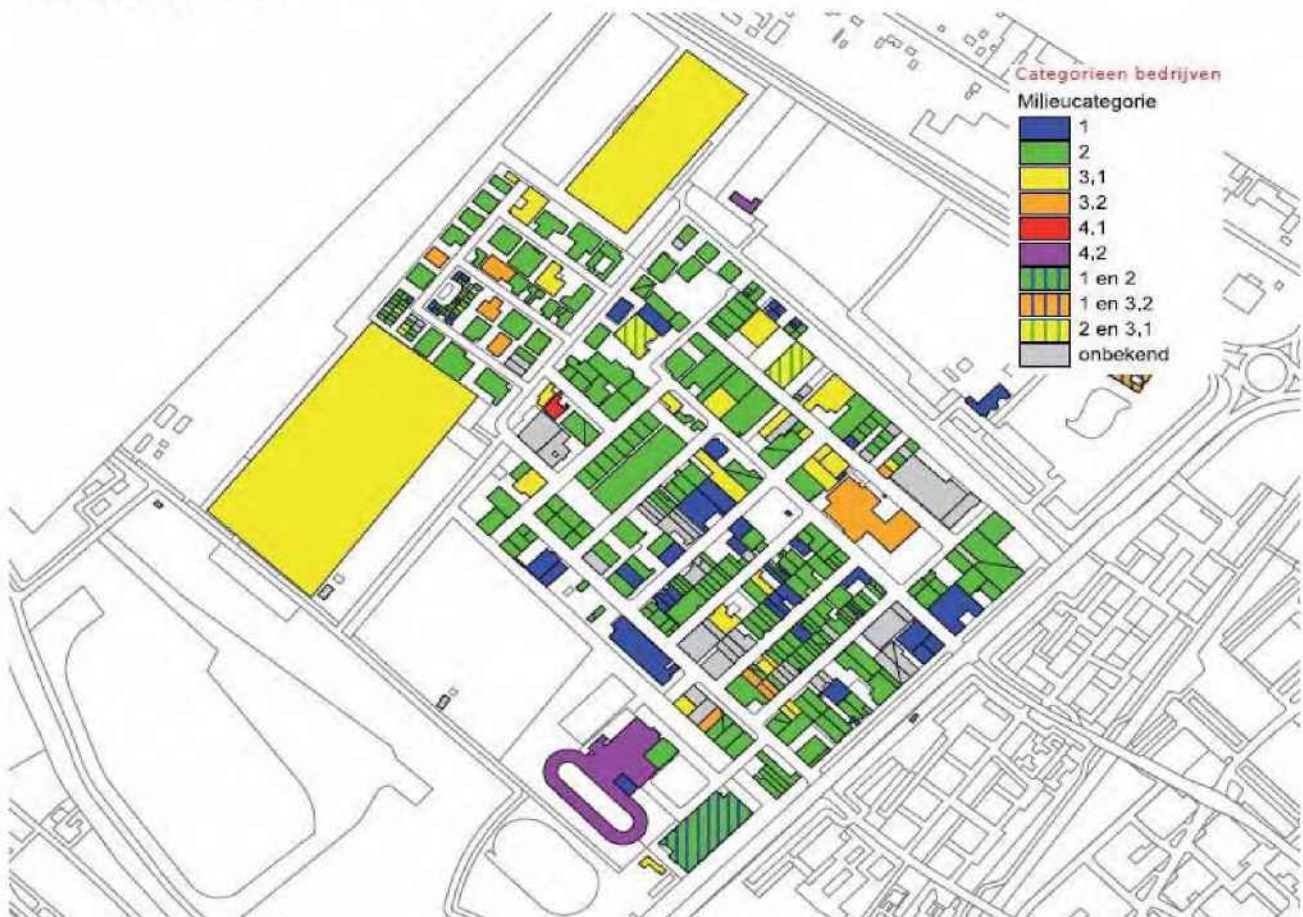 Categorieen bedrijven
Milieucategorie
1
2
3,1
3,2
4,1
4,2
1 en 2
1 en 3,2
2 en 3,1
onbekend